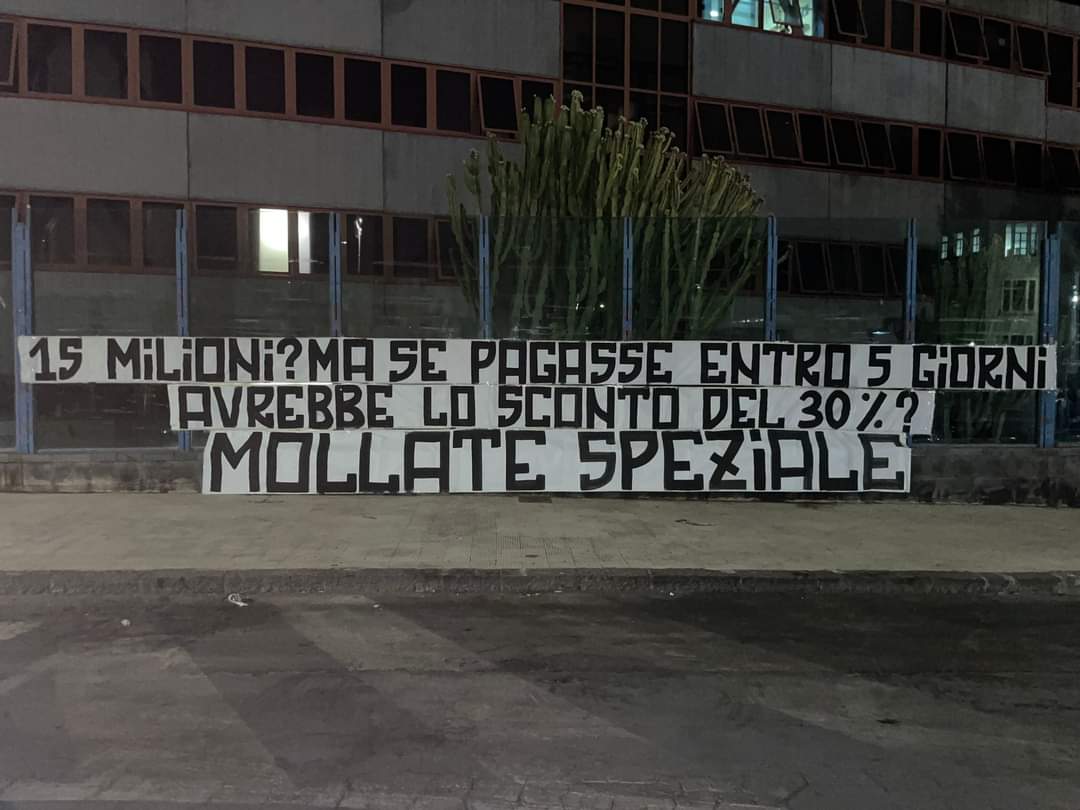 15 MiLiONi? MA SE PAGASSE ENTRO 5 GiORNi
AVREBBE LO SCONTO DEL 30%?
MOLLATE SPEZiALE